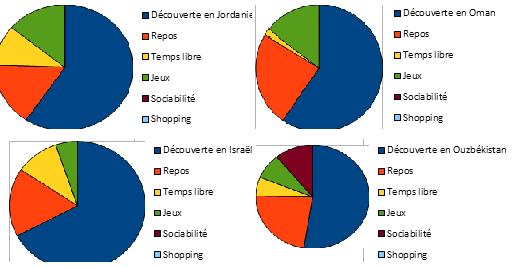 Découverte en Jordanie
Repos
Temps libre
Jeux
Sociabilité
Shopping
Découverte en Oman
Repos
Temps libre
Jeux
Sociabilité
Shopping
Découverte en Israël
Repos
Temps libre
Jeux
Sociabilité
Shopping
Découverte en Ouzbékistan
Repos
Temps libre
Jeux
Sociabilité
Shopping